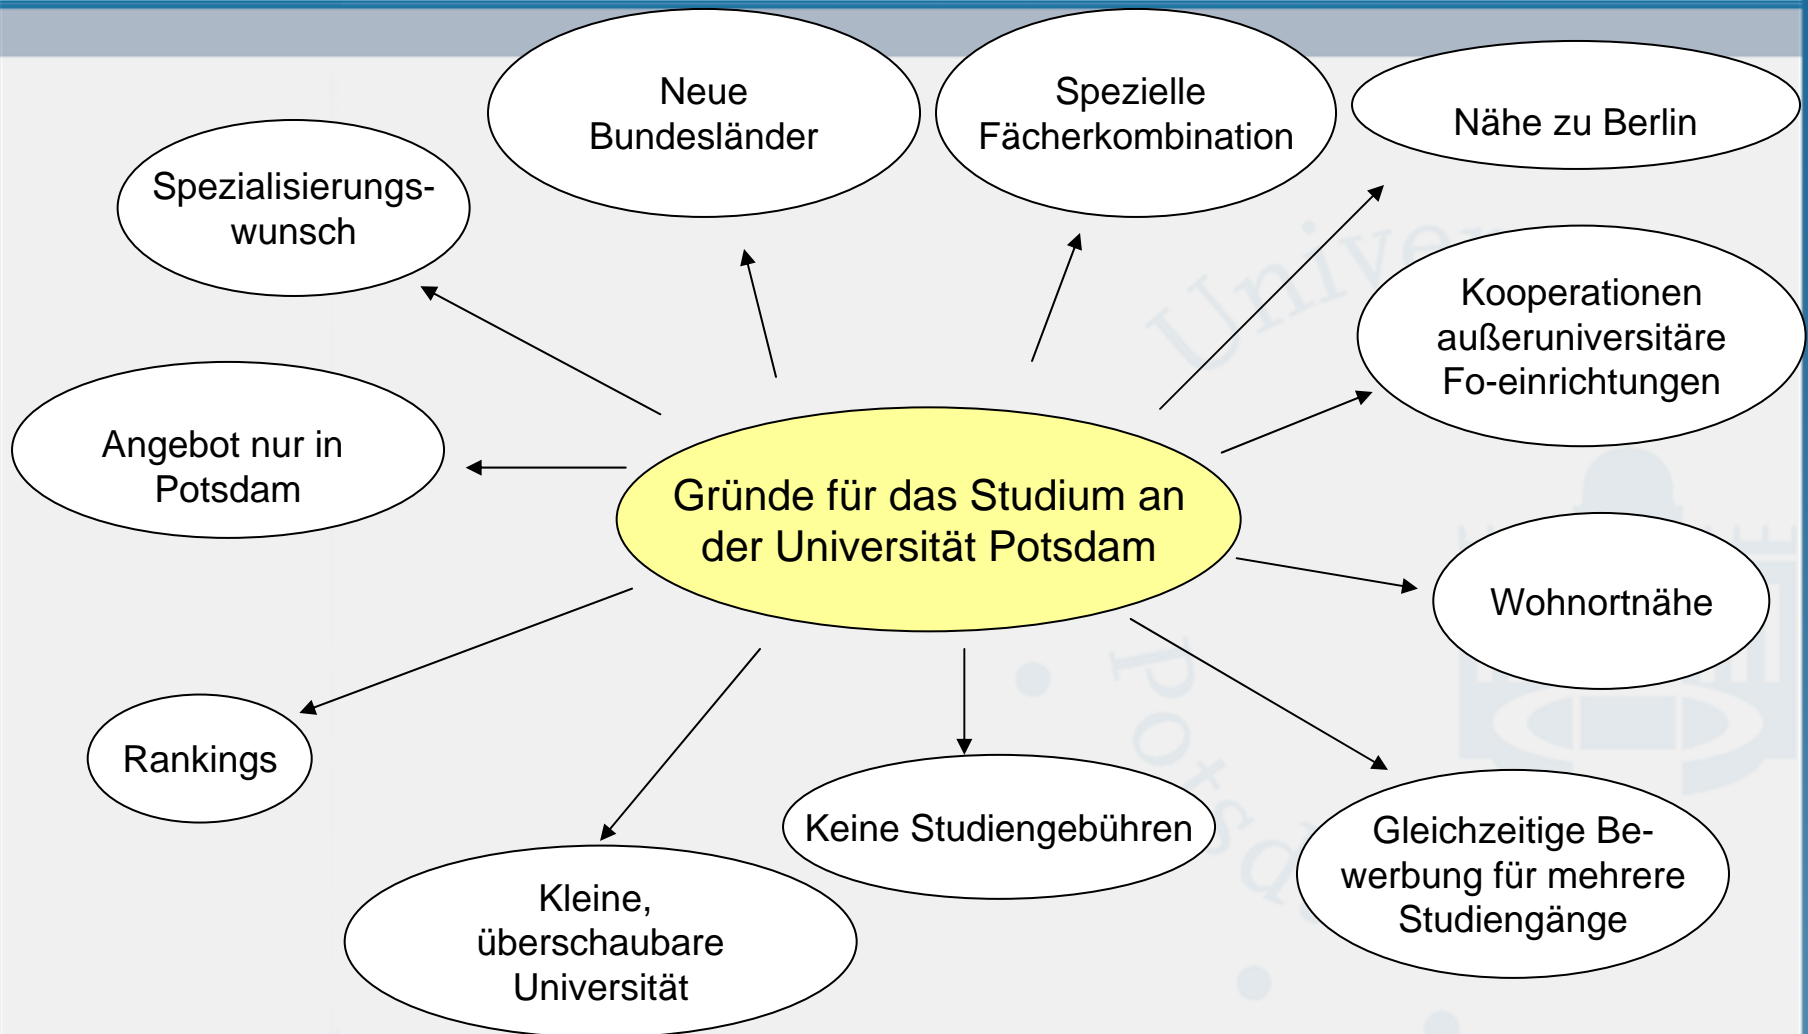 Neue
Bundesländer
Spezielle
Fächerkombination
Nähe zu Berlin
Spezialisierungs-
wunsch
Kooperationen
außeruniversitäre
Fo-einrichtungen
Angebot nur in
Potsdam
Gründe für das Studium an
der Universität Potsdam
Wohnortnähe
Rankings
Keine Studiengebühren
Gleichzeitige Be-
werbung für mehrere
Studiengänge
Kleine,
überschaubare
Universität
Univer
Potsd